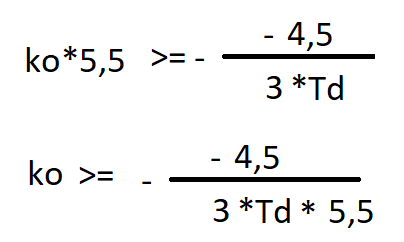 - 4,5
ko*5,5 >= -
3 *Td
- 4,5
ko >= -
3 *Td * 5,5